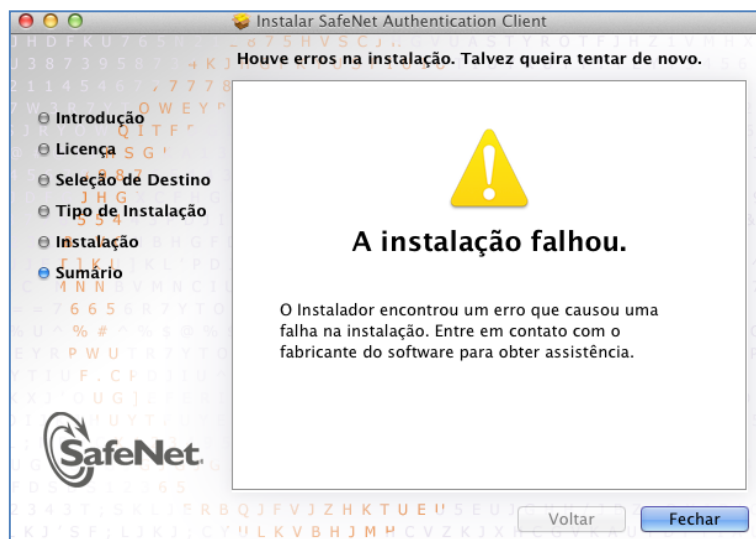 Instalar SafeNet Authentication Client
Houve erros na instalação. Talvez queira tentar de novo.
Introdução
Licença
Seleção de Destino
Tipo de Instalação
Instalação
Sumário
A instalação falhou.
O Instalador encontrou um erro que causou uma
falha na instalação. Entre em contato com o
fabricante do software para obter assistência.
SafeNet.
Voltar
Fechar